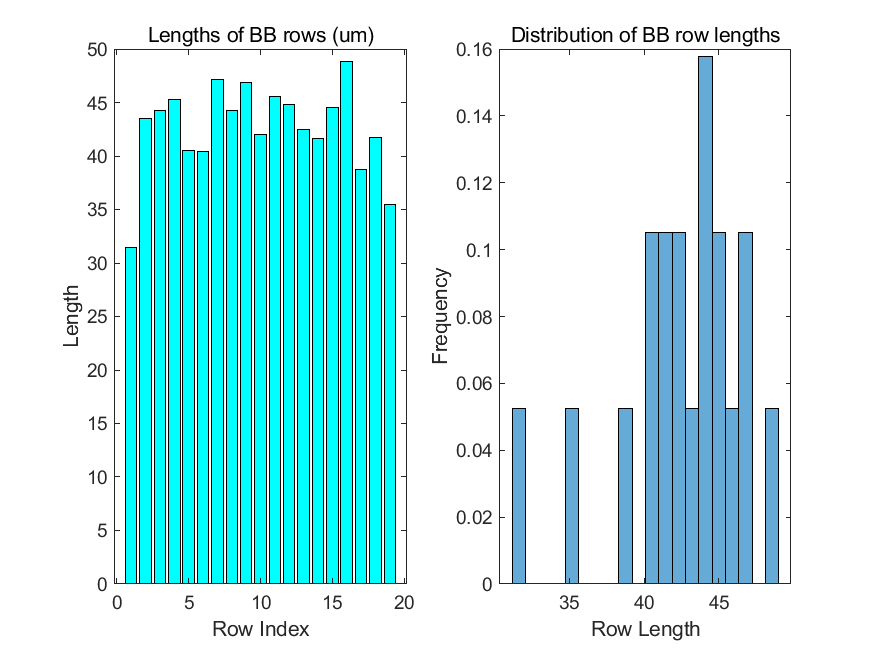 Lengths of BB rows (um)
50
45
40
35
30
25
20
15
10
5
0
Length
0 5 10 15 20
Row Index
Distribution of BB row lengths
0.16
0.14
0.12
0.1
0.08
0.06
0.04
0.02
0
Frequency
35 40 45
Row Length